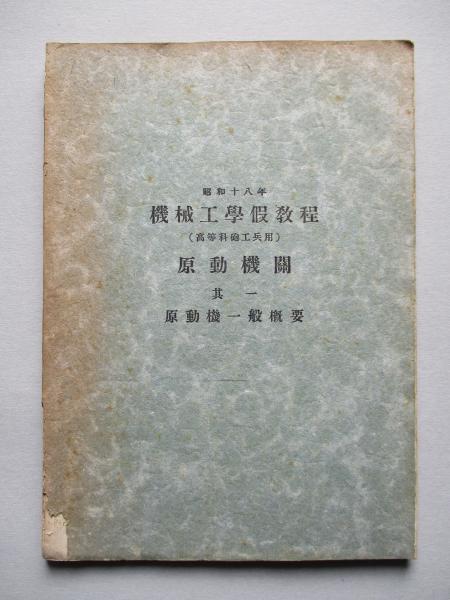 昭和十八年
機械工學假敎程
(高等科砲工兵用)
原動機關
其一
原動機一般概要